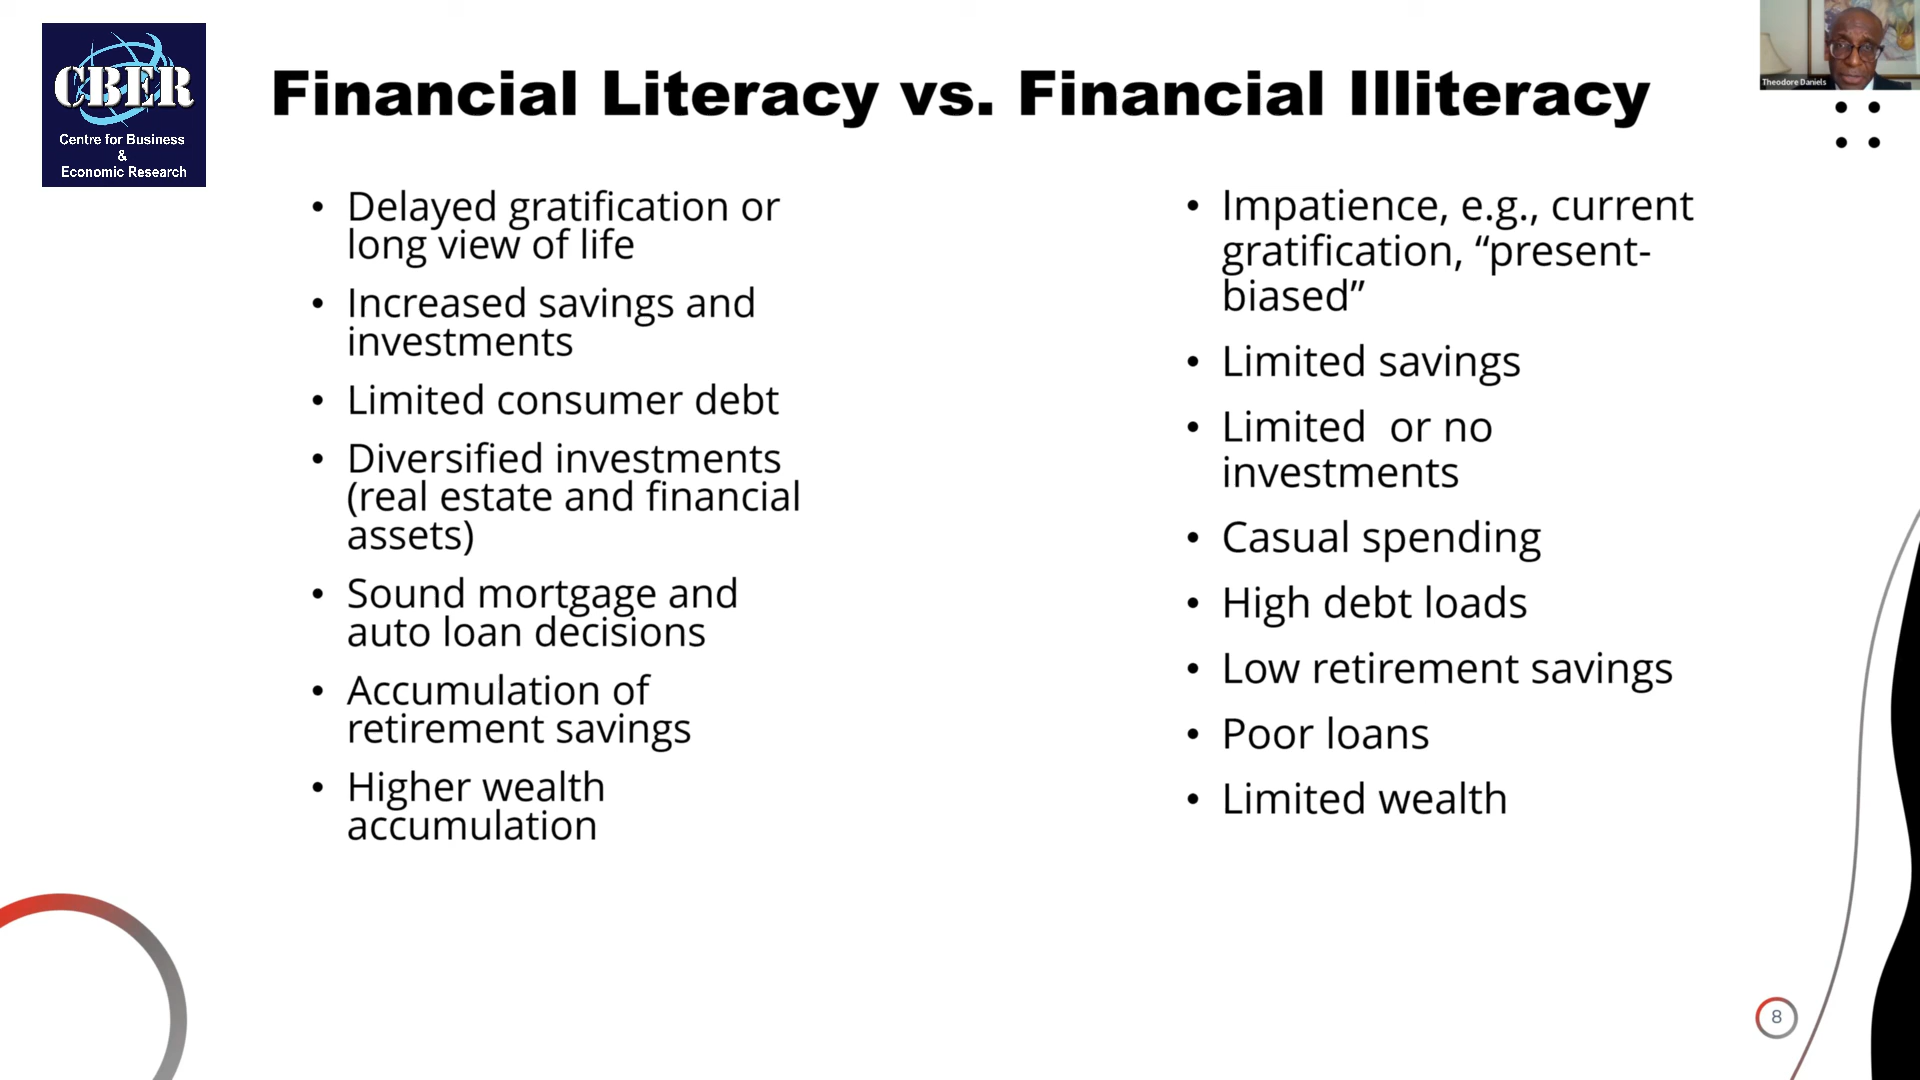 CBER
Centre for Business
&
Economic Research
Financial Literacy vs. Financial Illiteracy
Theodore Daniels
• Delayed gratification or
long view of life
• Increased savings and
investments
• Limited consumer debt
• Diversified investments
(real estate and financial
assets)
• Sound mortgage and
auto loan decisions
• Accumulation of
retirement savings
• Higher wealth
accumulation
• Impatience, e.g., current
gratification, “present-
biased”
• Limited savings
• Limited  or no
investments
• Casual spending
• High debt loads
• Low retirement savings
• Poor loans
• Limited wealth
8